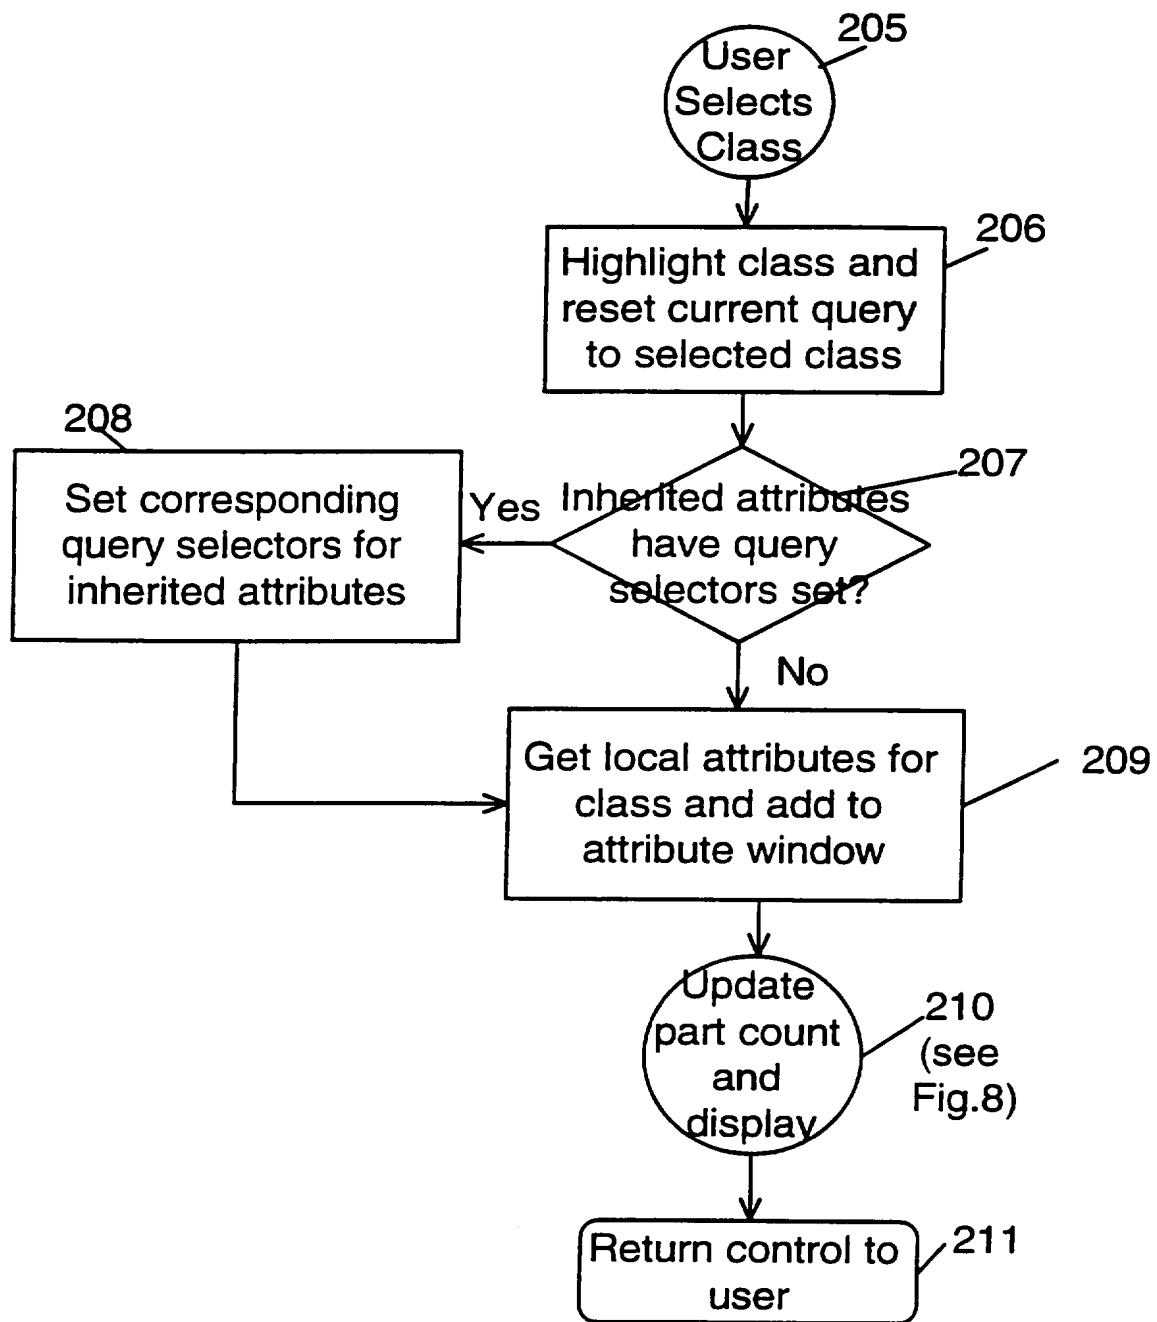 205
User
Selects
Class
206
Highlight class and
reset current query
to selected class
207
Inherited attributes
have query
selectors set?
Yes
208
Set corresponding
query selectors for
inherited attributes
No
Get local attributes for
class and add to
attribute window
209
Update
part count
and
display
210
(see
Fig.8)
Return control to
user
211